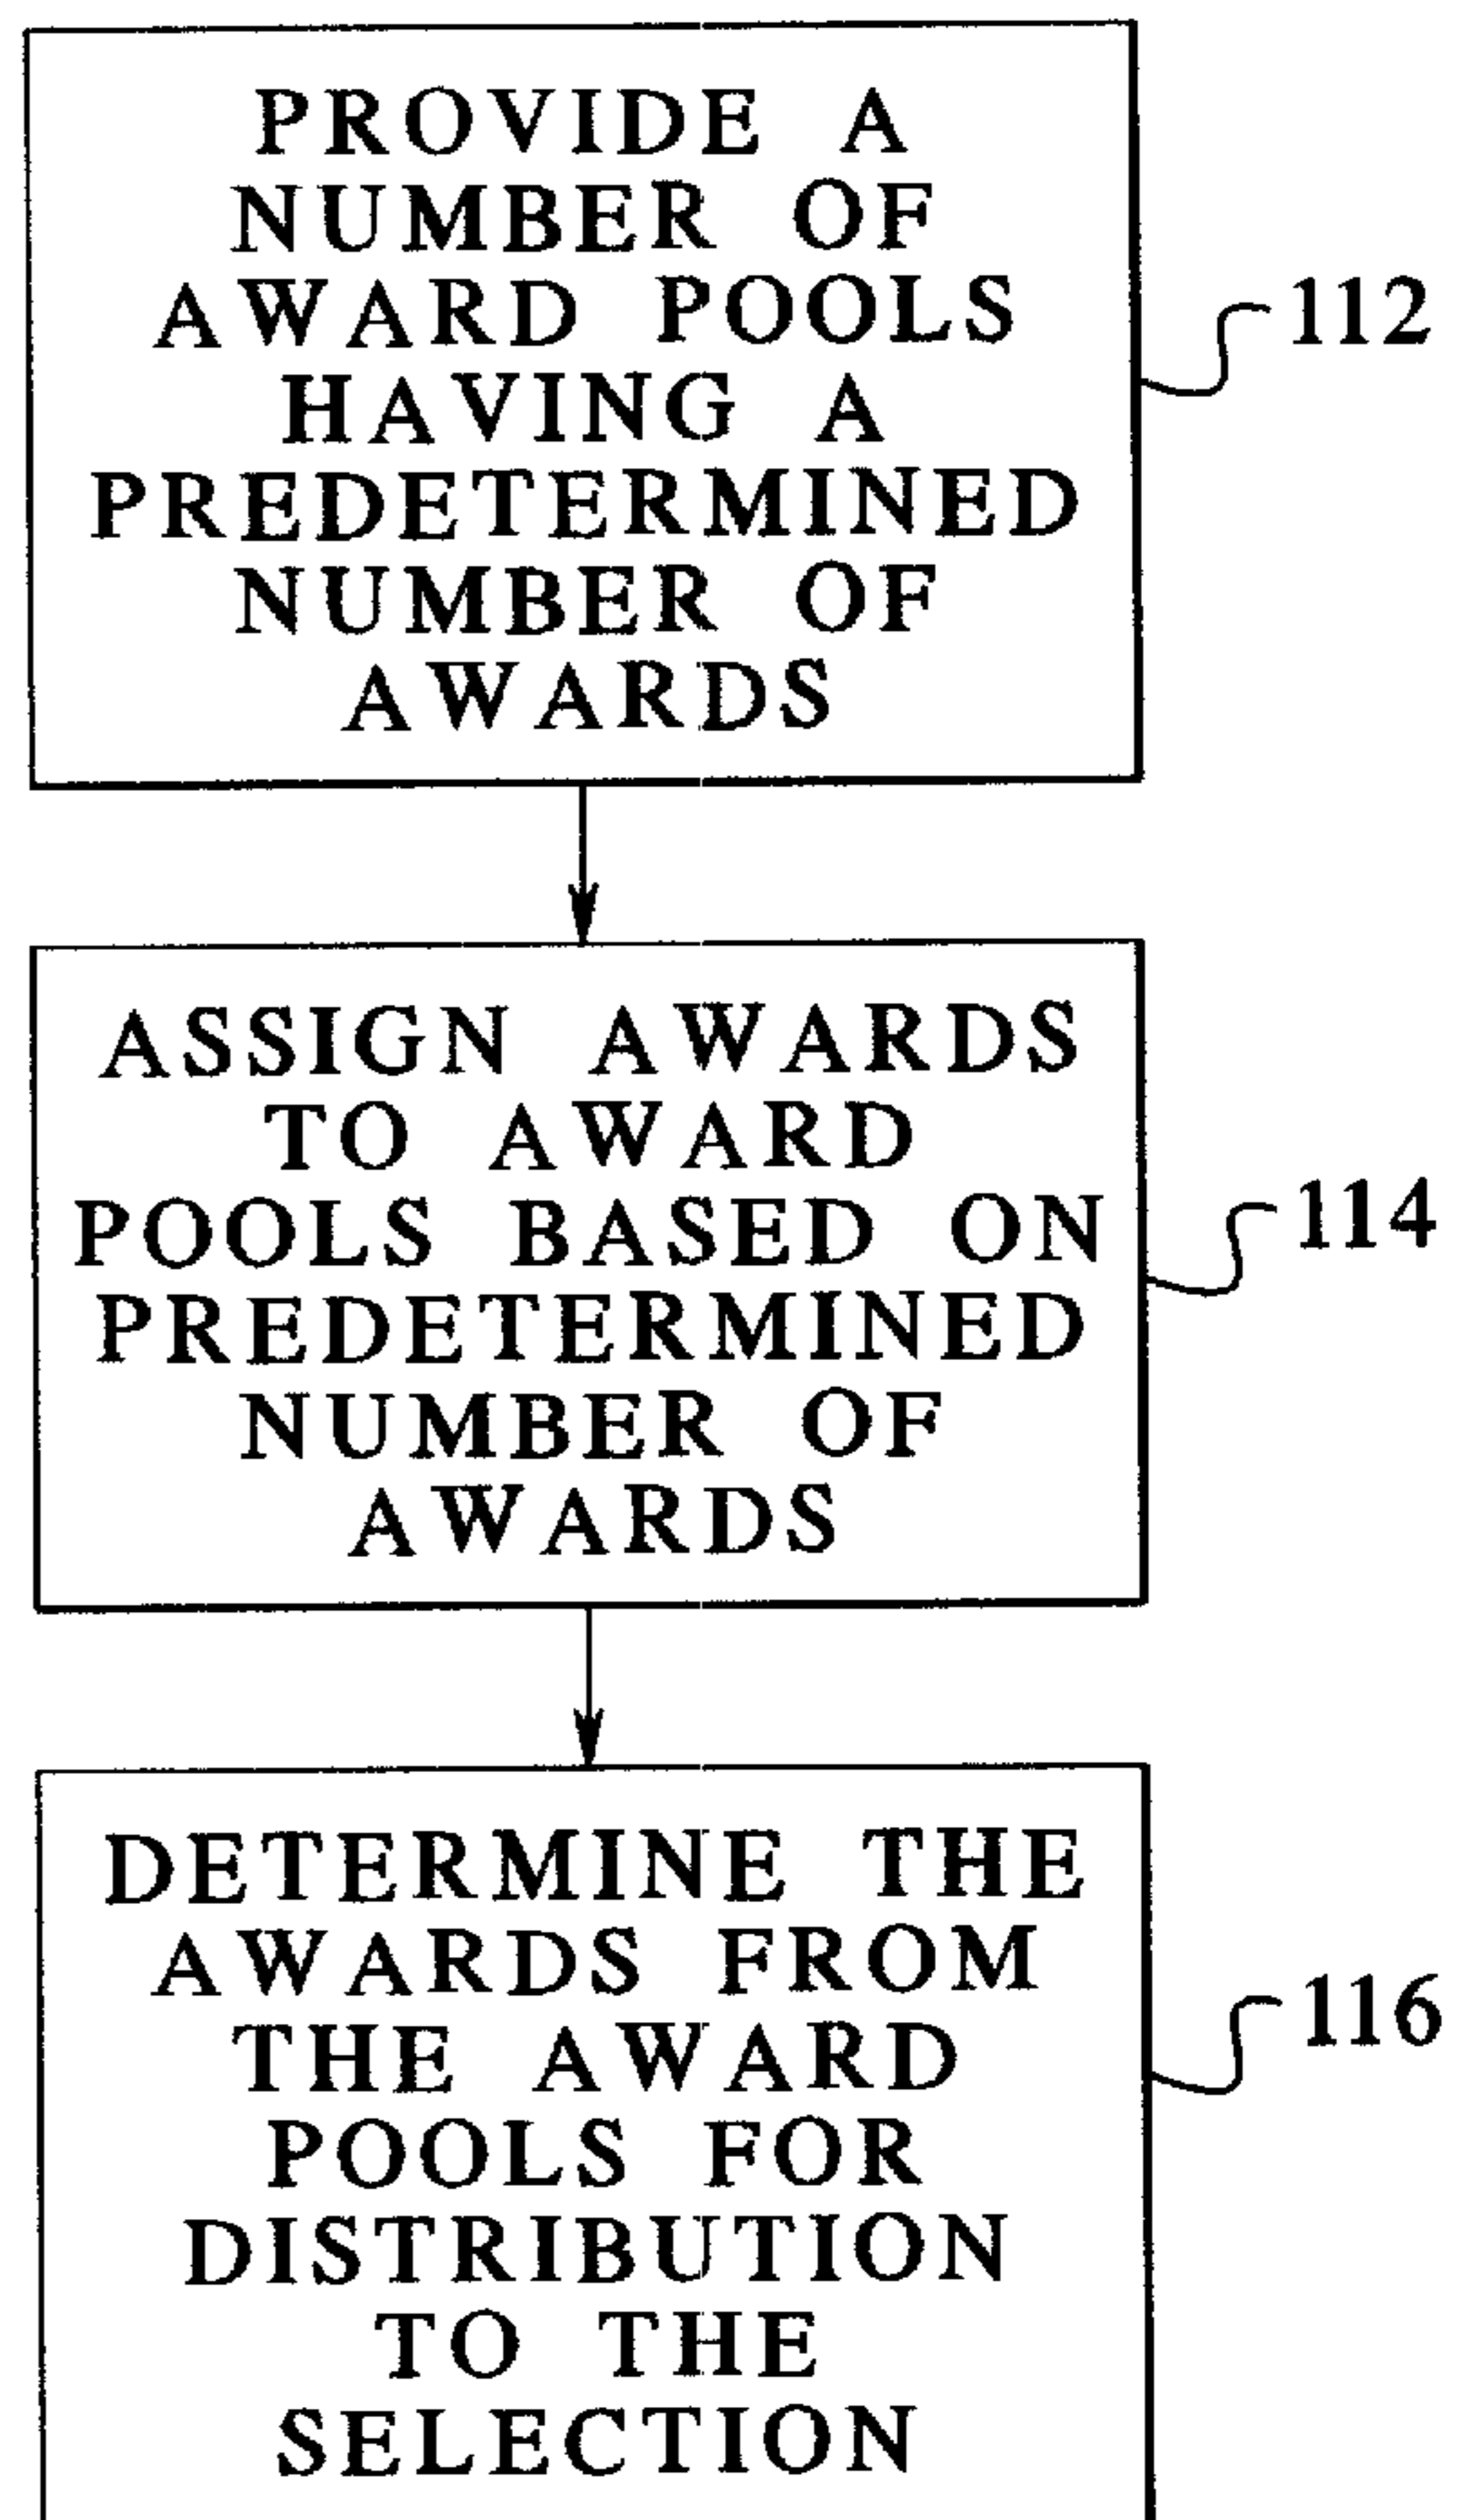 PROVIDE A
NUMBER OF
AWARD POOLS
HAVING A
PREDETERMINED
NUMBER OF
AWARDS
112
ASSIGN AWARDS
TO AWARD
POOLS BASED ON
PREDETERMINED
NUMBER OF
AWARDS
114
DETERMINE THE
AWARDS FROM
THE AWARD
POOLS FOR
DISTRIBUTION
TO THE
SELECTION
116